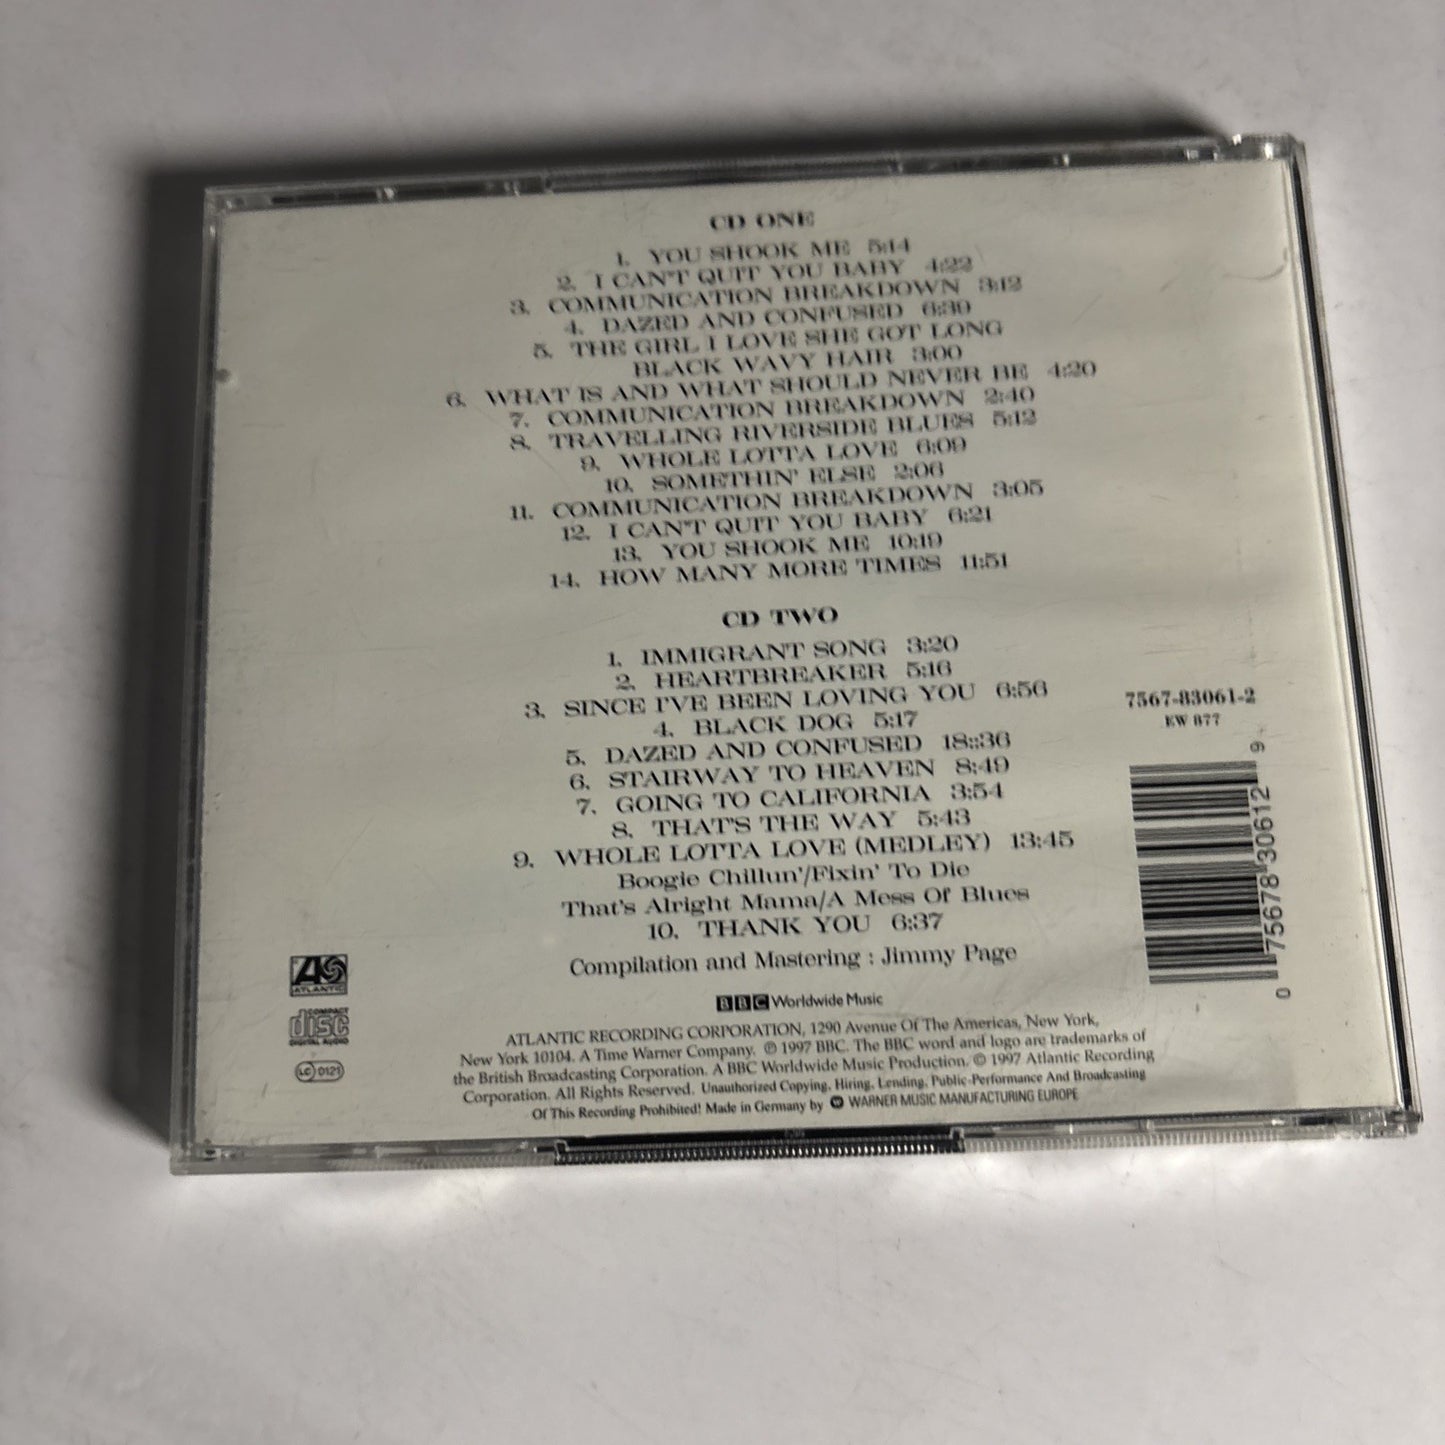 CD ONE
1. YOU SHOOK ME 5:14
2. I CAN'T QUIT YOU BABY 4:22
3. COMMUNICATION BREAKDOWN 3:12
4. DAZED AND CONFUSED 6:39
5. THE GIRL I LOVE SHE GOT LONG
BLACK WAVY HAIR 3:00
6. WHAT IS AND WHAT SHOULD NEVER BE 4:20
7. COMMUNICATION BREAKDOWN 2:40
8. TRAVELLING RIVERSIDE BLUES 5:12
9. WHOLE LOTTA LOVE 6:09
10. SOMETHIN' ELSE 2:06
11. COMMUNICATION BREAKDOWN 3:05
12. I CAN'T QUIT YOU BABY 6:21
13. YOU SHOOK ME 10:19
14. HOW MANY MORE TIMES 11:51
CD TWO
1. IMMIGRANT SONG 3:20
2. HEARTBREAKER 5:16
3. SINCE I'VE BEEN LOVING YOU 6:56
4. BLACK DOG 5:17
5. DAZED AND CONFUSED 18::36
6. STAIRWAY TO HEAVEN 8:49
7. GOING TO CALIFORNIA 3:54
8. THAT'S THE WAY 5:43
9. WHOLE LOTTA LOVE (MEDLEY) 13:45
Boogie Chillun'/Fixin' To Die
That's Alright Mama/A Mess Of Blues
10. THANK YOU 6:37
Compilation and Mastering : Jimmy Page
BBC Worldwide Music
ATLANTIC RECORDING CORPORATION, 1290 Avenue Of The Americas, New York,
New York 10104. A Time Warner Company. ℗ 1997 BBC. The BBC word and logo are trademarks of
the British Broadcasting Corporation. A BBC Worldwide Music Production. © 1997 Atlantic Recording
Corporation. All Rights Reserved. Unauthorized Copying, Hiring, Lending, Public-Performance And Broadcasting
Of This Recording Prohibited! Made in Germany by WARNER MUSIC MANUFACTURING EUROPE
7567-83061-2
EW 877
0 75678 30612 9
ATLANTIC
COMPACT
disc
DIGITAL AUDIO
LC 0121